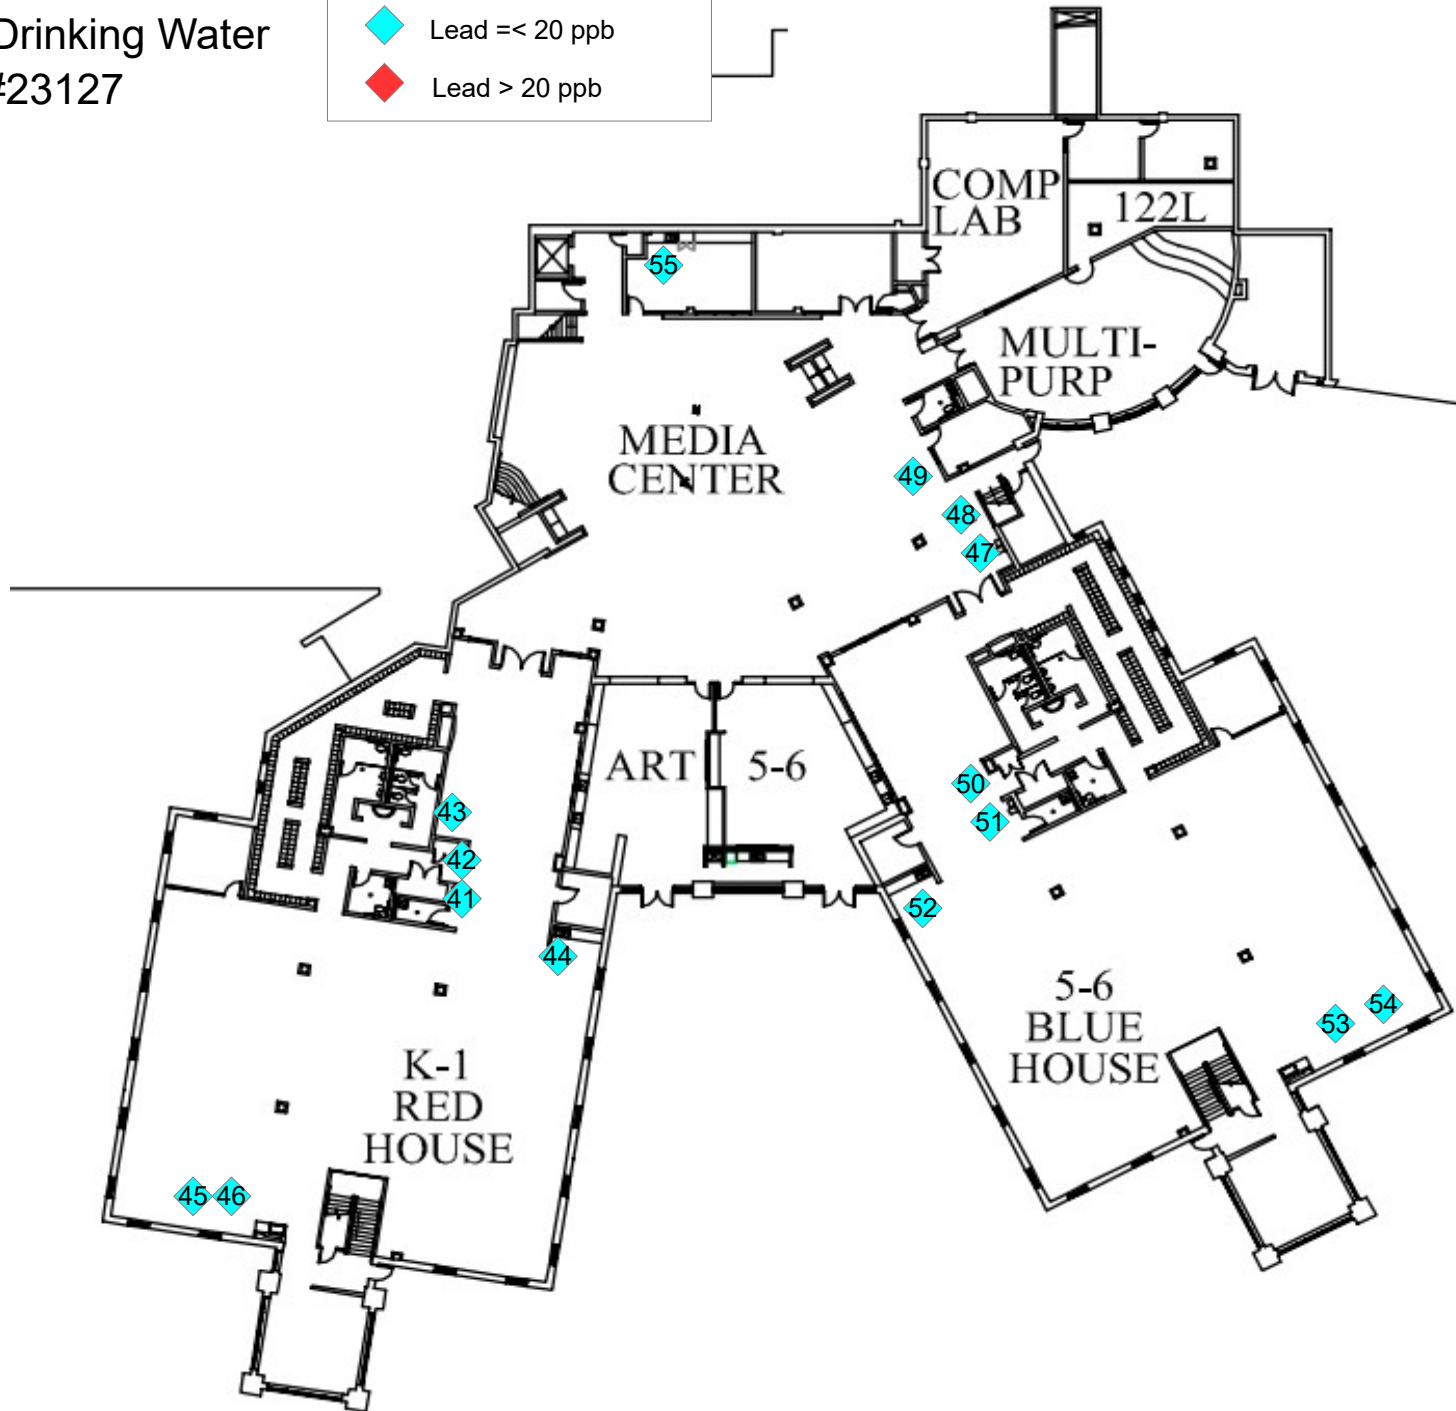 Drinking Water
#23127
Lead =< 20 ppb
Lead > 20 ppb
COMP
LAB
122L
55
MULTI-
PURP
MEDIA
CENTER
49
48
47
ART
5-6
50
51
43
42
41
52
44
5-6
BLUE
HOUSE
53
54
K-1
RED
HOUSE
45
46